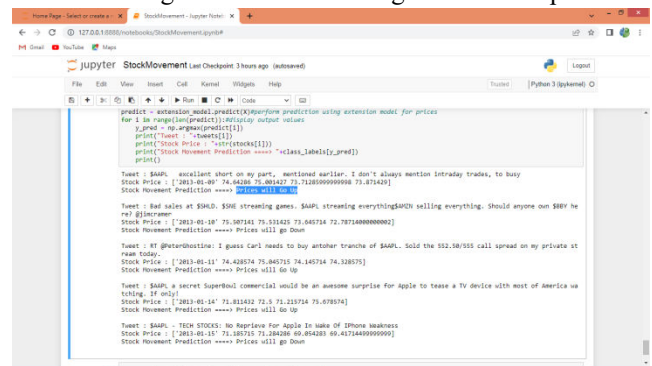 Home Page - Select or create a
StockMovement - Jupyter Noteb
127.0.0.1:8888/notebooks/StockMovement.ipynb#
Gmail YouTube Maps
jupyter StockMovement Last Checkpoint: 3 hours ago (autosaved)
Logout
File Edit View Insert Cell Kernel Widgets Help
Trusted
Python 3 (ipykernel)
Run
Code
predict = extension_model.predict(X)#perform prediction using extension model for prices
for i in range(len(predict)):#display output values
y_pred = np.argmax(predict[i])
print("Tweet : "+tweets[i])
print("Stock Price : "+str(stocks[i]))
print("Stock Movement Prediction ====> "+class_labels[y_pred])
print()
Tweet : $AAPL excellent short on my part, mentioned earlier. I don't always mention intraday trades, to busy
Stock Price : ['2013-01-09' 74.64286 75.001427 73.71285999999998 73.871429]
Stock Movement Prediction ====> Prices will Go Up
Tweet : Bad sales at $SHLD. $SNE streaming games. $AAPL streaming everything$AMZN selling everything. Should anyone own $BBY he
re? @jimcramer
Stock Price : ['2013-01-10' 75.507141 75.531425 73.645714 72.78714000000002]
Stock Movement Prediction ====> Prices will go Down
Tweet : RT @PeterGhostine: I guess Carl needs to buy antoher tranche of $AAPL. Sold the 552.50/555 call spread on my private st
ream today.
Stock Price : ['2013-01-11' 74.428574 75.045715 74.145714 74.328575]
Stock Movement Prediction ====> Prices will Go Up
Tweet : $AAPL a secret SuperBowl commercial would be an awesome surprise for Apple to tease a TV device with most of America wa
tching. If only!
Stock Price : ['2013-01-14' 71.811432 72.5 71.215714 75.678574]
Stock Movement Prediction ====> Prices will Go Up
Tweet : $AAPL - TECH STOCKS: No Reprieve For Apple In Wake Of IPhone Weakness
Stock Price : ['2013-01-15' 71.185715 71.284286 69.054283 69.41714499999999]
Stock Movement Prediction ====> Prices will go Down